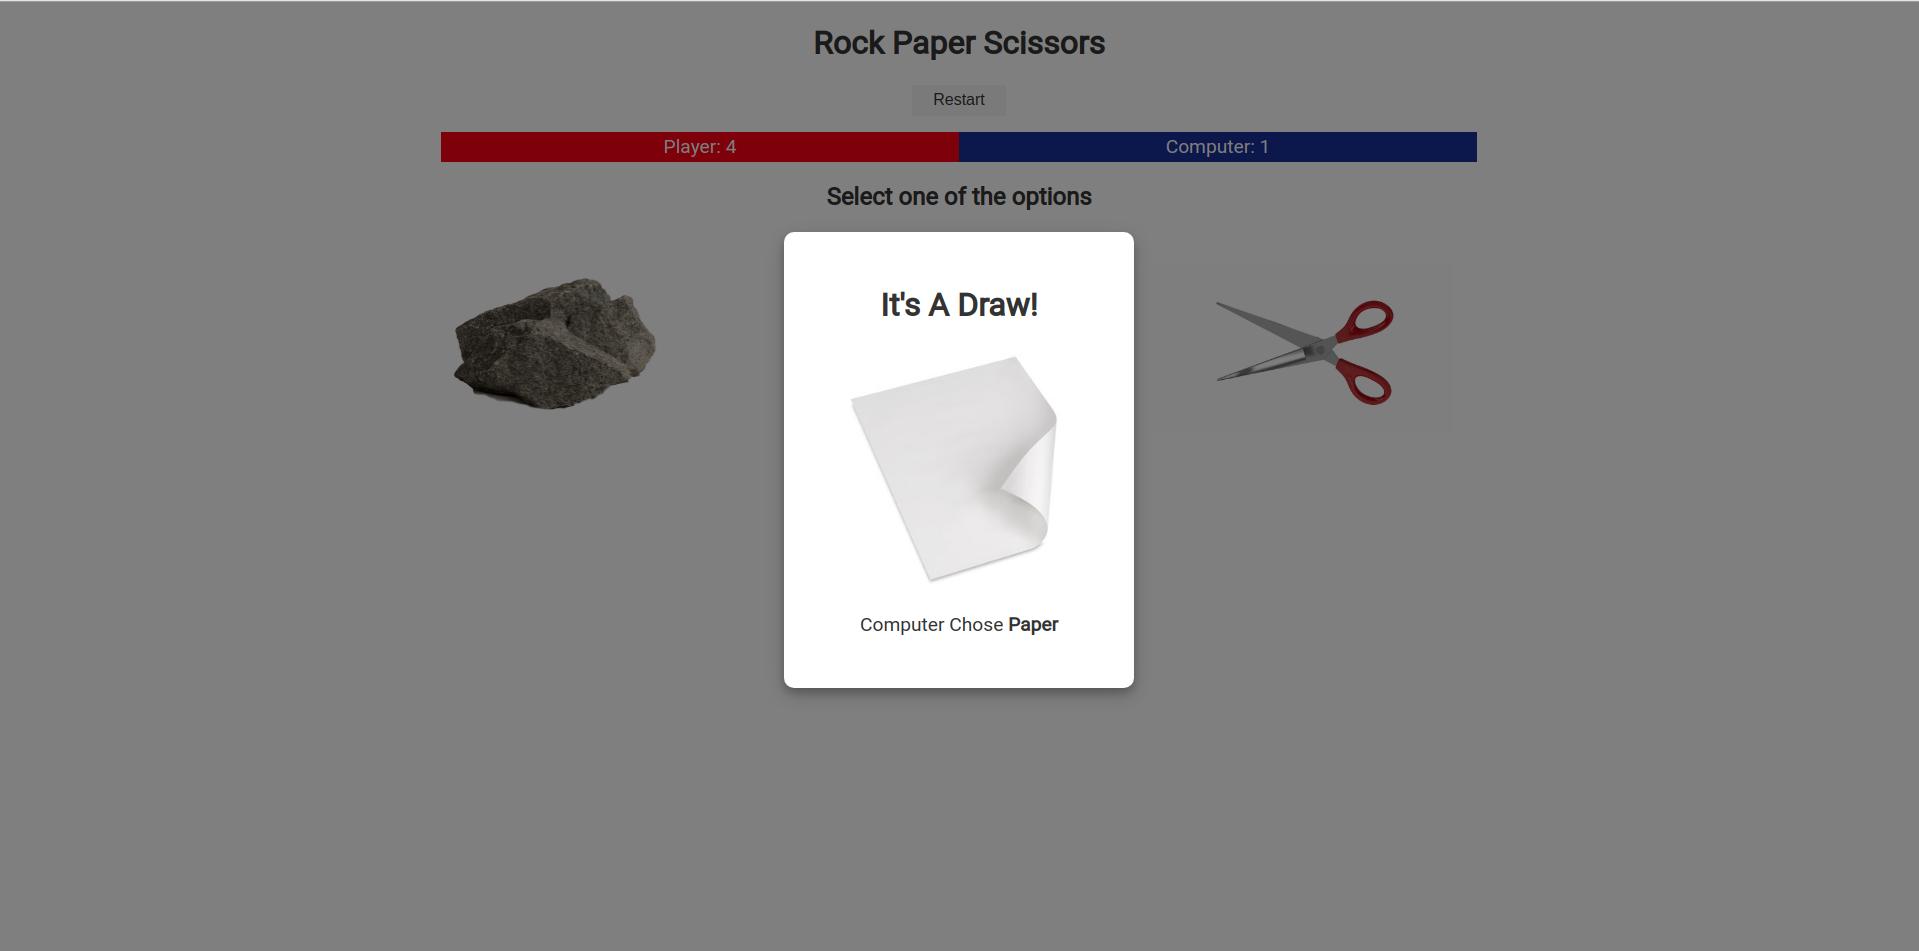 Rock Paper Scissors
Restart
Player: 4
Computer: 1
Select one of the options
It's A Draw!
Computer Chose Paper